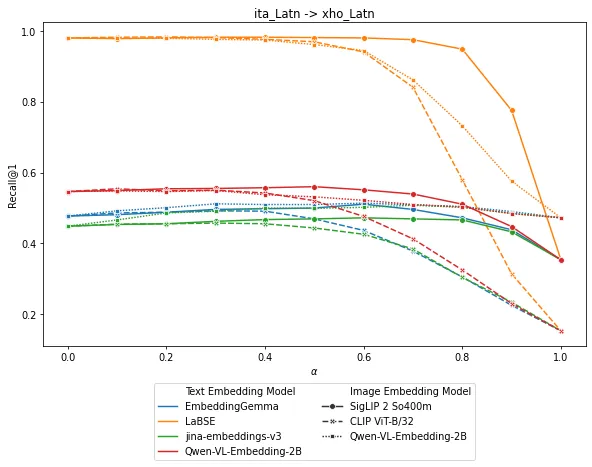 ita_Latn -> xho_Latn
Recall@1
1.0
0.8
0.6
0.4
0.2
0.0 0.2 0.4 0.6 0.8 1.0
α
Text Embedding Model Image Embedding Model
EmbeddingGemma SigLIP 2 So400m
LaBSE CLIP ViT-B/32
jina-embeddings-v3 Qwen-VL-Embedding-2B
Qwen-VL-Embedding-2B